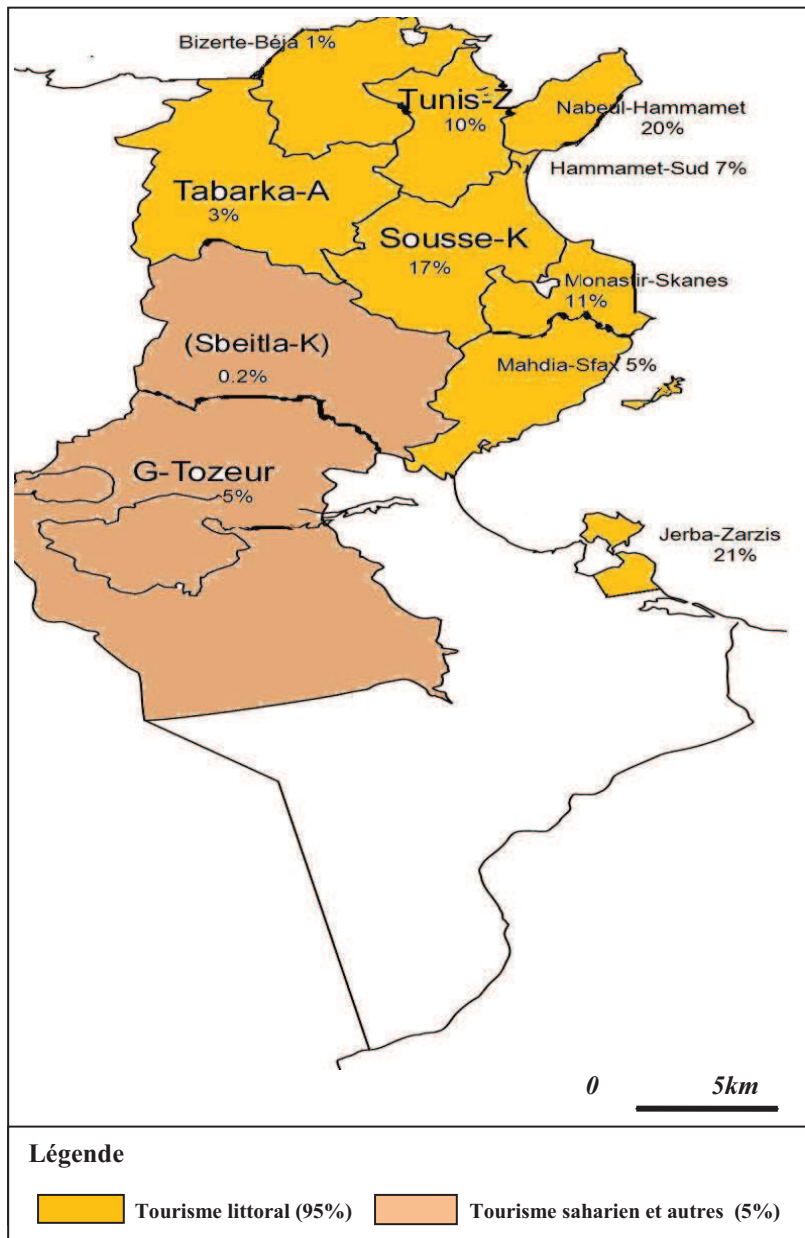 Bizerte-Béja 1%
Tunis-Z
10%
Nabeul-Hammamet
20%
Hammamet-Sud 7%
Tabarka-A
3%
Sousse-K
17%
Monastir-Skanes
11%
(Sbeitla-K)
0.2%
Mahdia-Sfax 5%
G-Tozeur
5%
Jerba-Zarzis
21%
0 5km
Légende
Tourisme littoral (95%) Tourisme saharien et autres (5%)